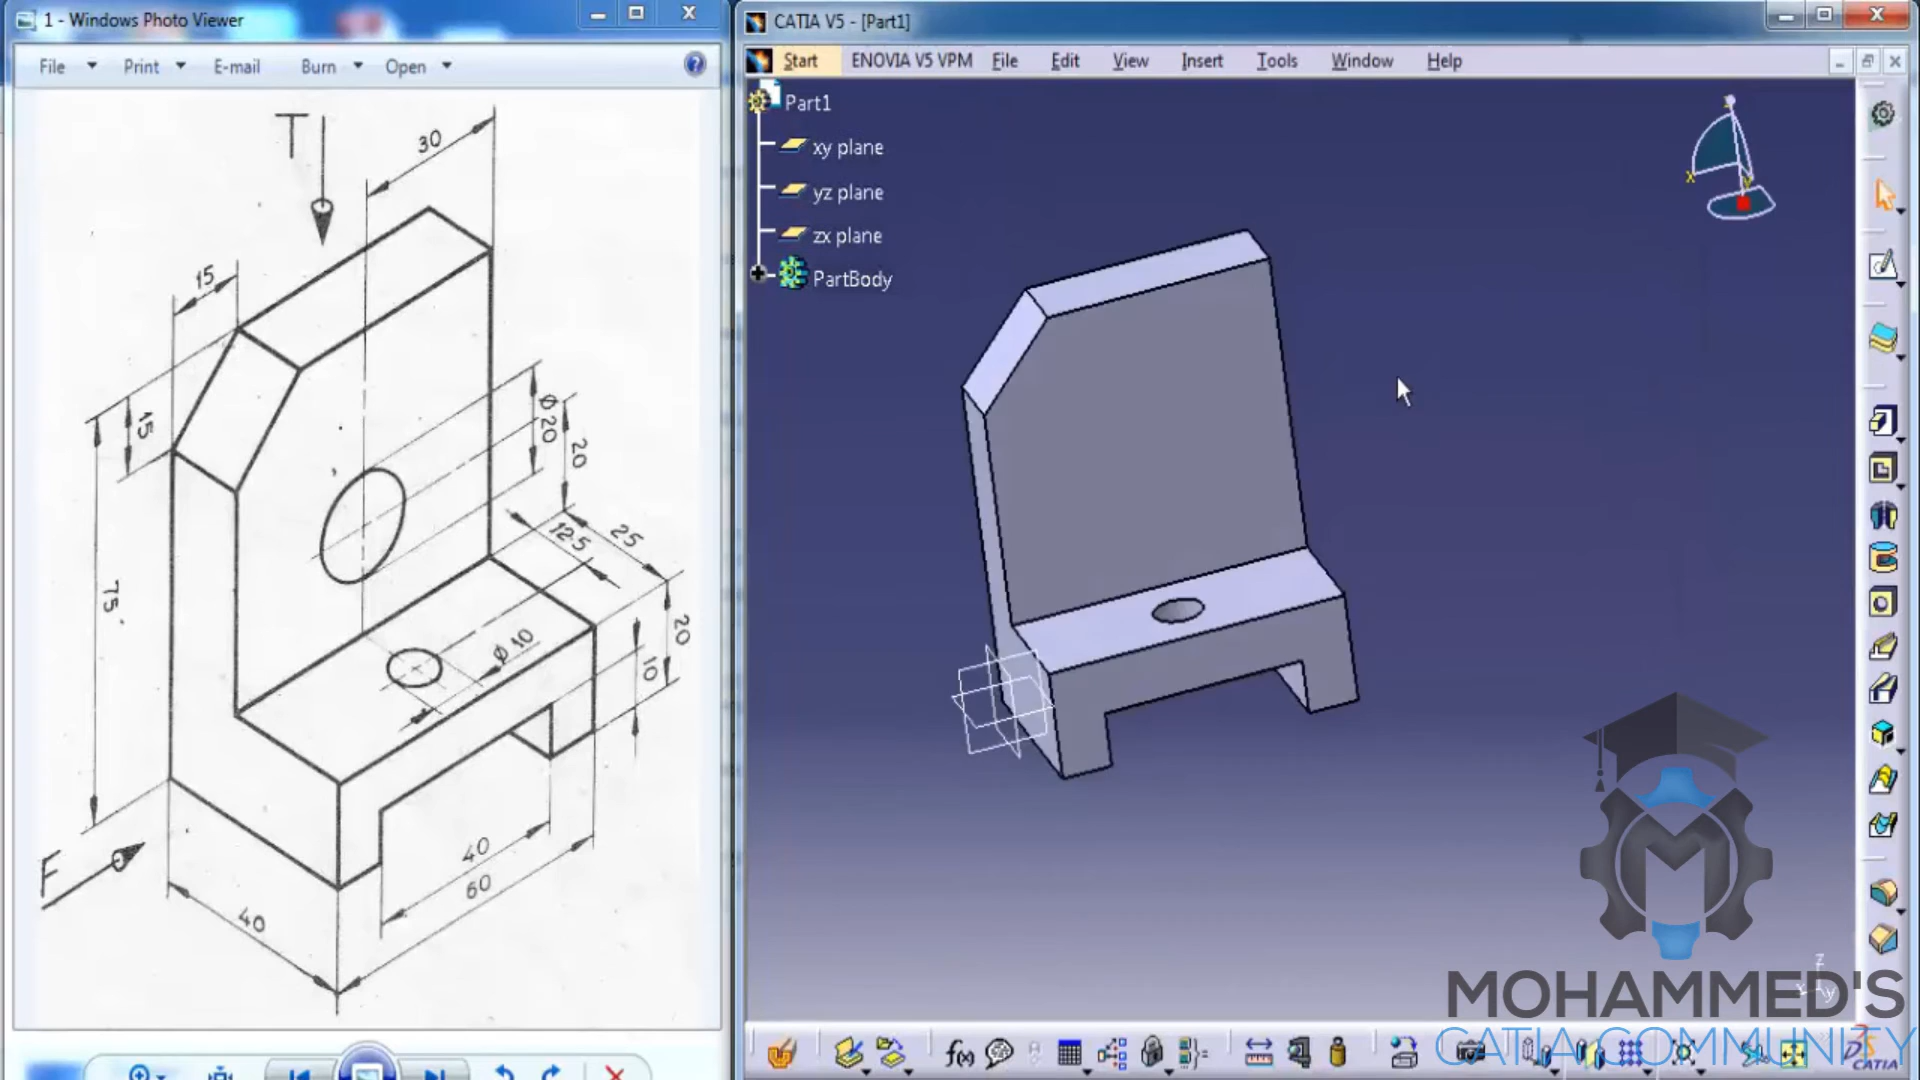 1 - Windows Photo Viewer
File Print E-mail Burn Open
T
30
15
15
75
Ø 20
20
12.5
25
Ø 10
20
10
40
60
F
40
CATIA V5 - [Part1]
Start ENOVIA V5 VPM File Edit View Insert Tools Window Help
Part1
xy plane
yz plane
zx plane
PartBody
x
y
z
x
y
f(x)
MOHAMMED'S
CATIA COMMUNITY
CATIA